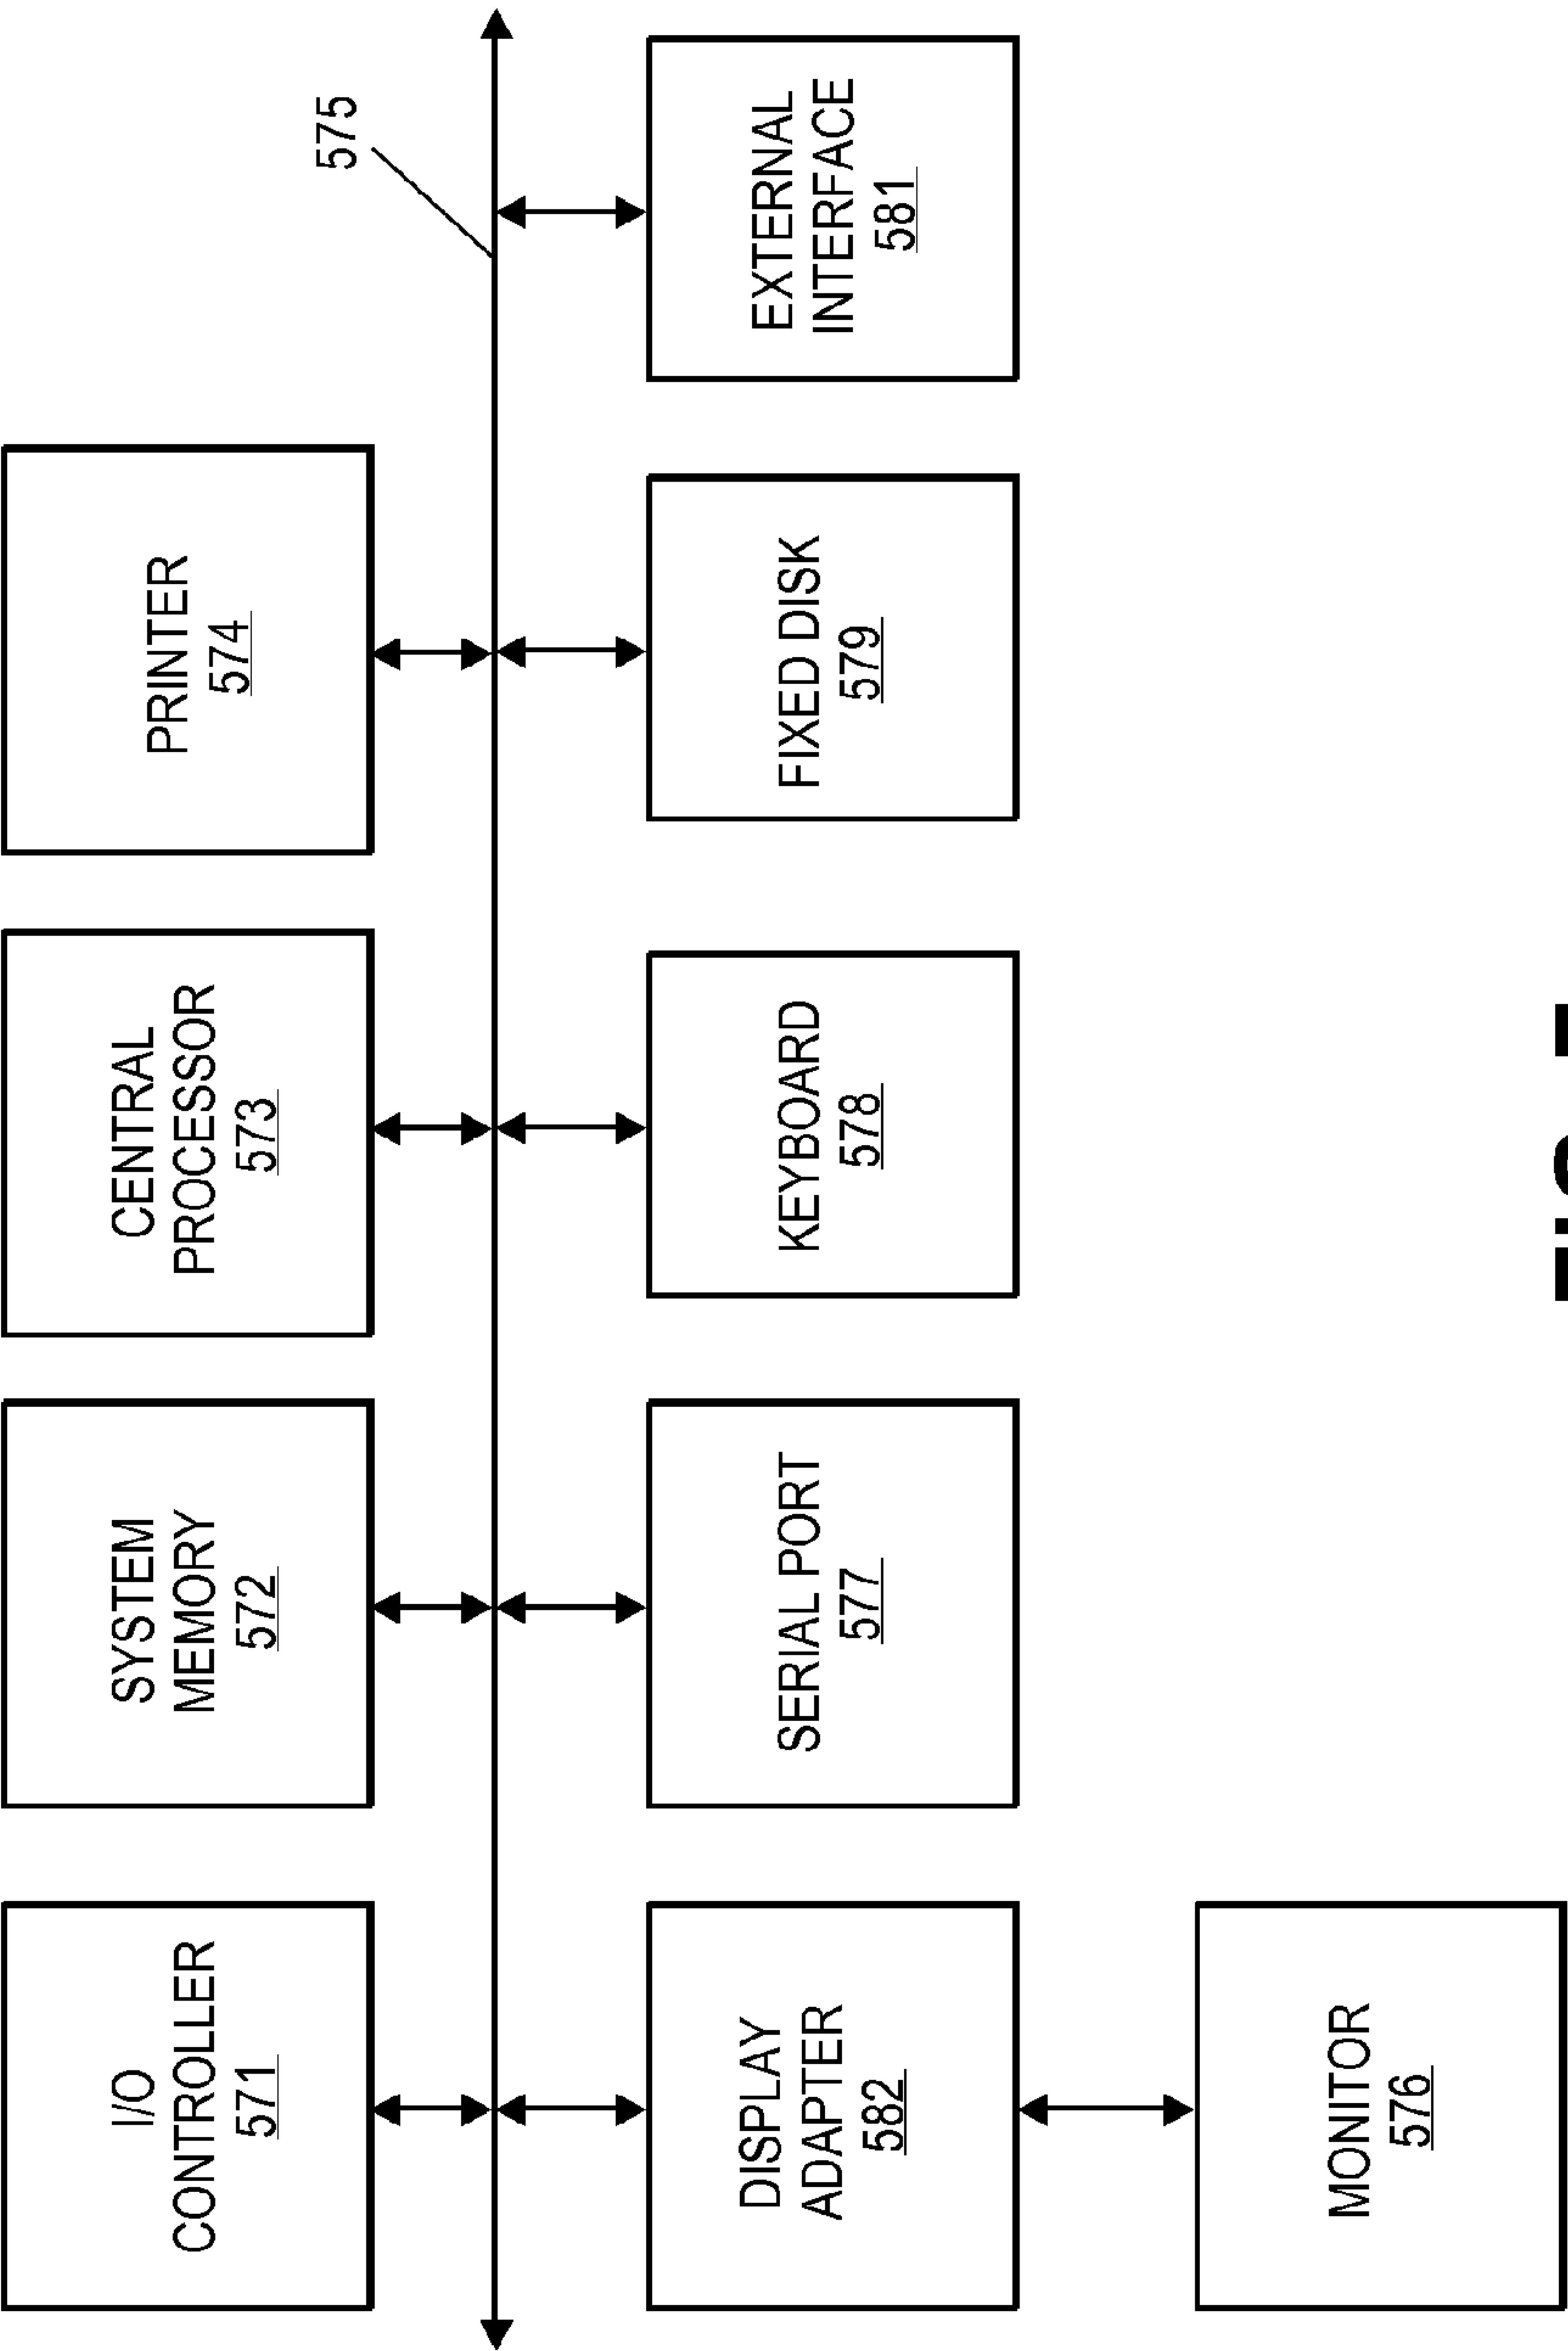 I/O
CONTROLLER
571
SYSTEM
MEMORY
572
CENTRAL
PROCESSOR
573
PRINTER
574
575
DISPLAY
ADAPTER
582
SERIAL PORT
577
KEYBOARD
578
FIXED DISK
579
EXTERNAL
INTERFACE
581
MONITOR
576